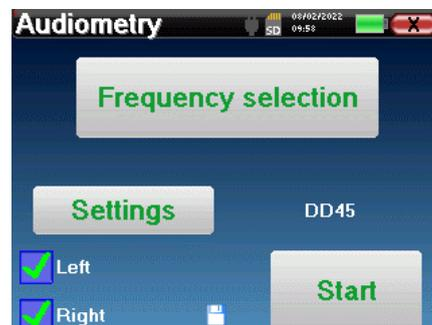 Audiometry
SD
08/02/2022
09:58
X
Frequency selection
Settings
DD45
Left
Start
Right